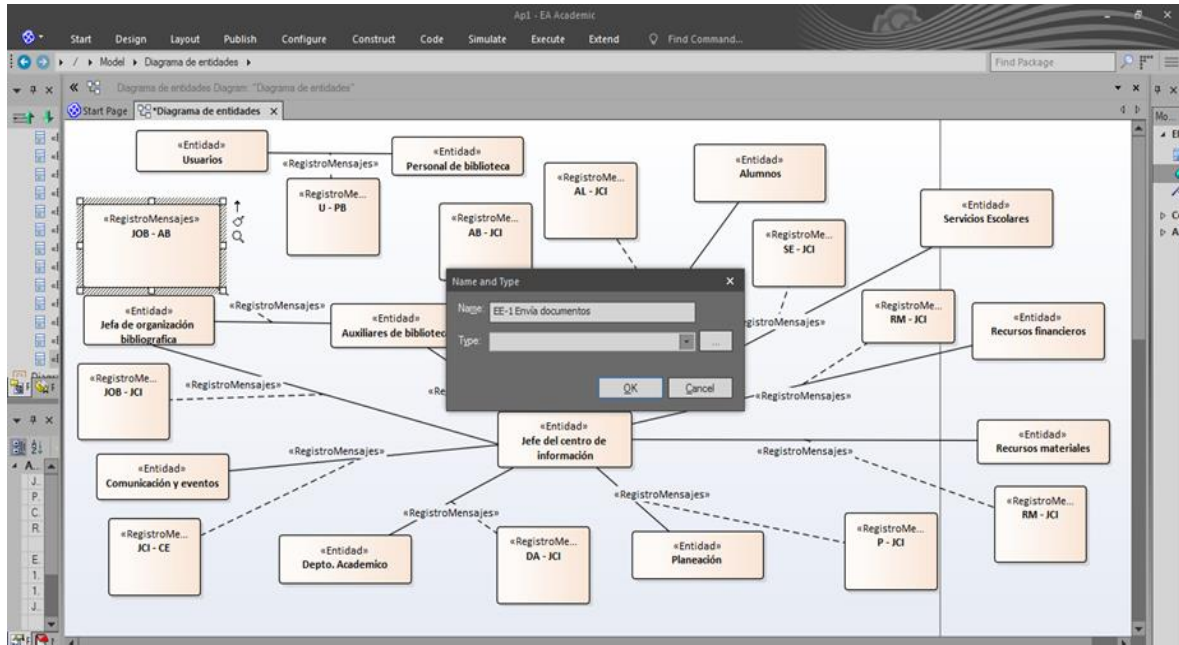 Ap1 - EA Academic
Start Design Layout Publish Configure Construct Code Simulate Execute Extend Find Command...
/ Model Diagrama de entidades
Find Package
Diagrama de entidades Diagram: "Diagrama de entidades"
Start Page *Diagrama de entidades
Mo...
«Entidad»
Usuarios
«RegistroMensajes»
«Entidad»
Personal de biblioteca
«RegistroMe...
U - PB
«RegistroMe...
AL - JCI
«Entidad»
Alumnos
«RegistroMensajes»
JOB - AB
«RegistroMe...
AB - JCI
«RegistroMe...
SE - JCI
«Entidad»
Servicios Escolares
Name and Type
Name: EE-1 Envía documentos
Type:
...
OK Cancel
«Entidad»
Jefa de organización
bibliografica
«RegistroMensajes»
«Entidad»
Auxiliares de bibliotec
egistroMensajes»
«RegistroMe...
RM - JCI
«Entidad»
Recursos financieros
«RegistroMe...
JOB - JCI
«RegistroMensajes»
«Re
«RegistroMensajes»
«Entidad»
Jefe del centro de
información
«Entidad»
Recursos materiales
«RegistroMensajes»
«RegistroMensajes»
«Entidad»
Comunicación y eventos
«RegistroMensajes»
«RegistroMe...
RM - JCI
«RegistroMensajes»
«RegistroMe...
JCI - CE
«Entidad»
Depto. Academico
«RegistroMe...
DA - JCI
«Entidad»
Planeación
«RegistroMe...
P - JCI
A...
J.
P.
C.
R.
E.
1.
1.
J..